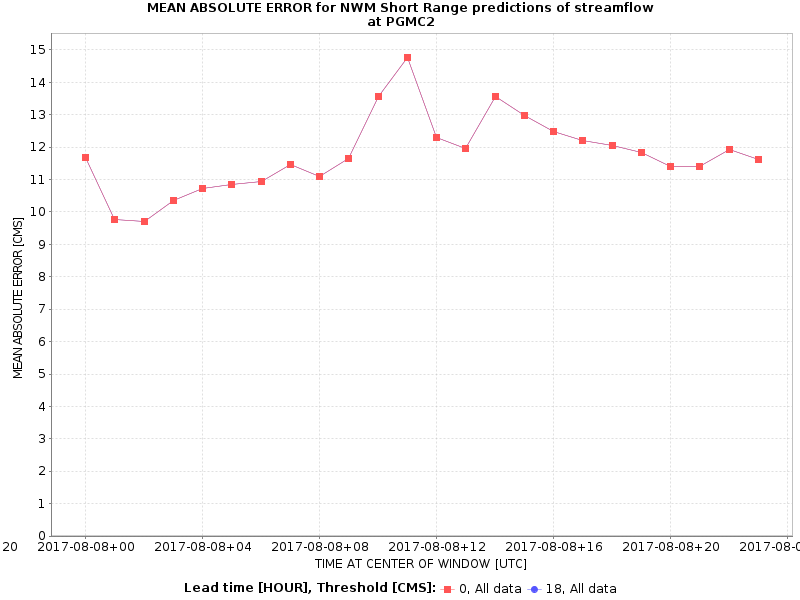 MEAN ABSOLUTE ERROR for NWM Short Range predictions of streamflow
at PGMC2
15
14
13
12
11
10
9
8
7
6
5
4
3
2
1
0
MEAN ABSOLUTE ERROR [CMS]
20 2017-08-08+00 2017-08-08+04 2017-08-08+08 2017-08-08+12 2017-08-08+16 2017-08-08+20 2017-08-0
TIME AT CENTER OF WINDOW [UTC]
Lead time [HOUR], Threshold [CMS]: 0, All data 18, All data